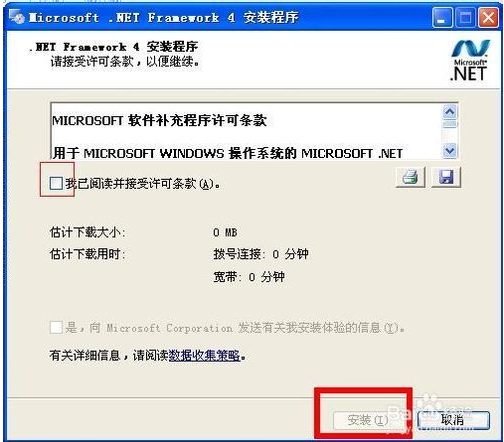 Microsoft .NET Framework 4 安装程序
.NET Framework 4 安装程序
请接受许可条款，以便继续。
Microsoft
.NET
MICROSOFT 软件补充程序许可条款
用于 MICROSOFT WINDOWS 操作系统的 MICROSOFT .NET
我已阅读并接受许可条款(A)。
估计下载大小: 0 MB
估计下载用时: 拨号连接: 0 分钟
宽带: 0 分钟
是，向 Microsoft Corporation 发送有关我安装体验的信息(Y)。
有关详细信息，请阅读数据收集策略。
安装(I) 取消